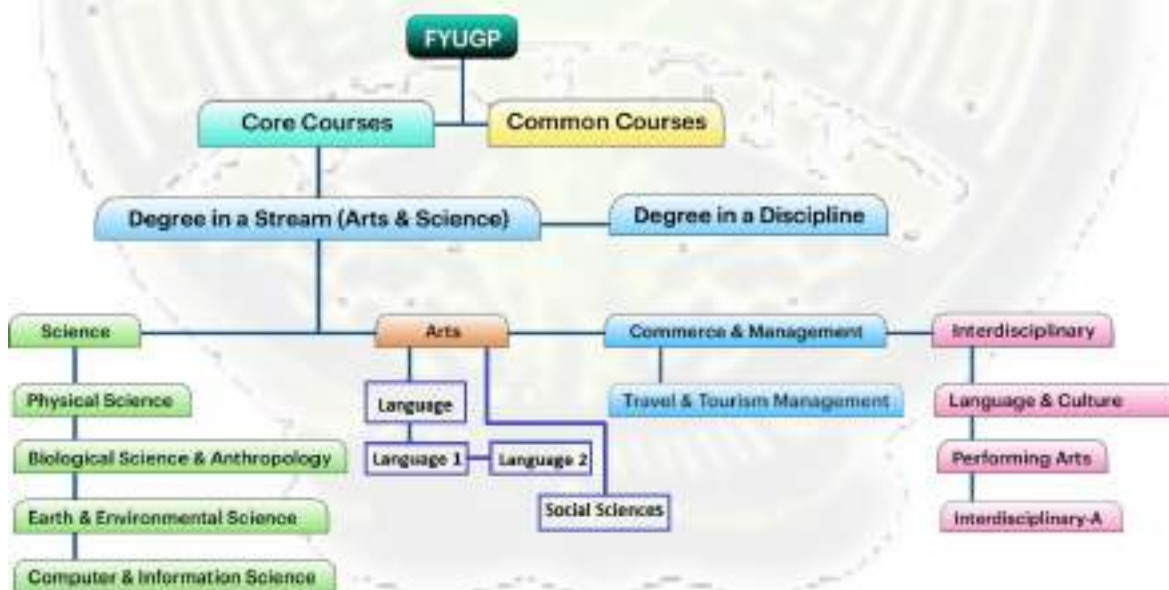 FYUGP
Core Courses
Common Courses
Degree in a Stream (Arts & Science)
Degree in a Discipline
Science
Arts
Commerce & Management
Interdisciplinary
Physical Science
Language
Travel & Tourism Management
Language & Culture
Biological Science & Anthropology
Language 1
Language 2
Performing Arts
Earth & Environmental Science
Social Sciences
Interdisciplinary-A
Computer & Information Science